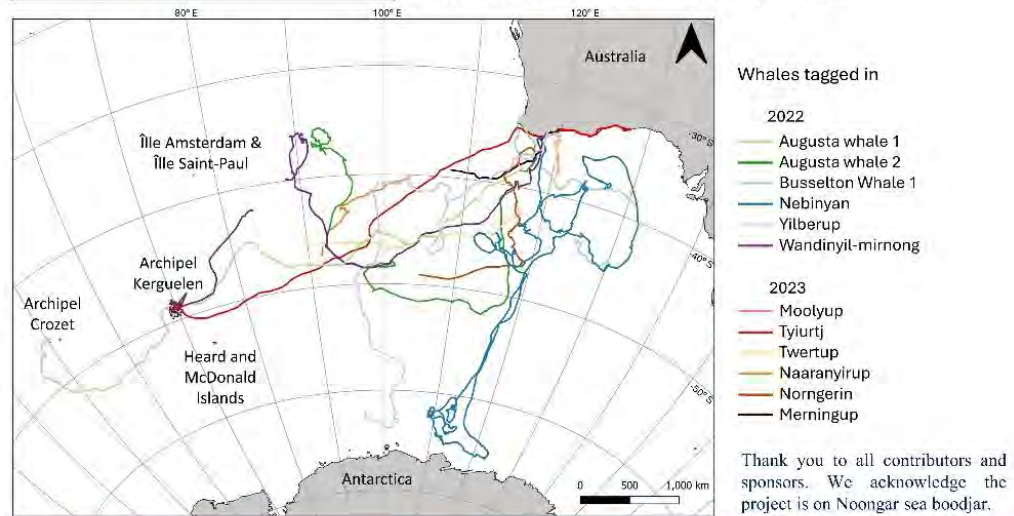 80° E
100° E
120° E
Australia
Îlle Amsterdam &
Îlle Saint-Paul
Archipel
Kerguelen
Archipel
Crozet
Heard and
McDonald
Islands
Antarctica
-30°S
-40°S
-50°S
0 500 1,000 km
Whales tagged in
2022
Augusta whale 1
Augusta whale 2
Busselton Whale 1
Nebinyan
Yilberup
Wandinyil-mirnong
2023
Moolyup
Tyiurtj
Twertup
Naaranyirup
Norngerin
Merningup
Thank you to all contributors and
sponsors. We acknowledge the
project is on Noongar sea boodjar.